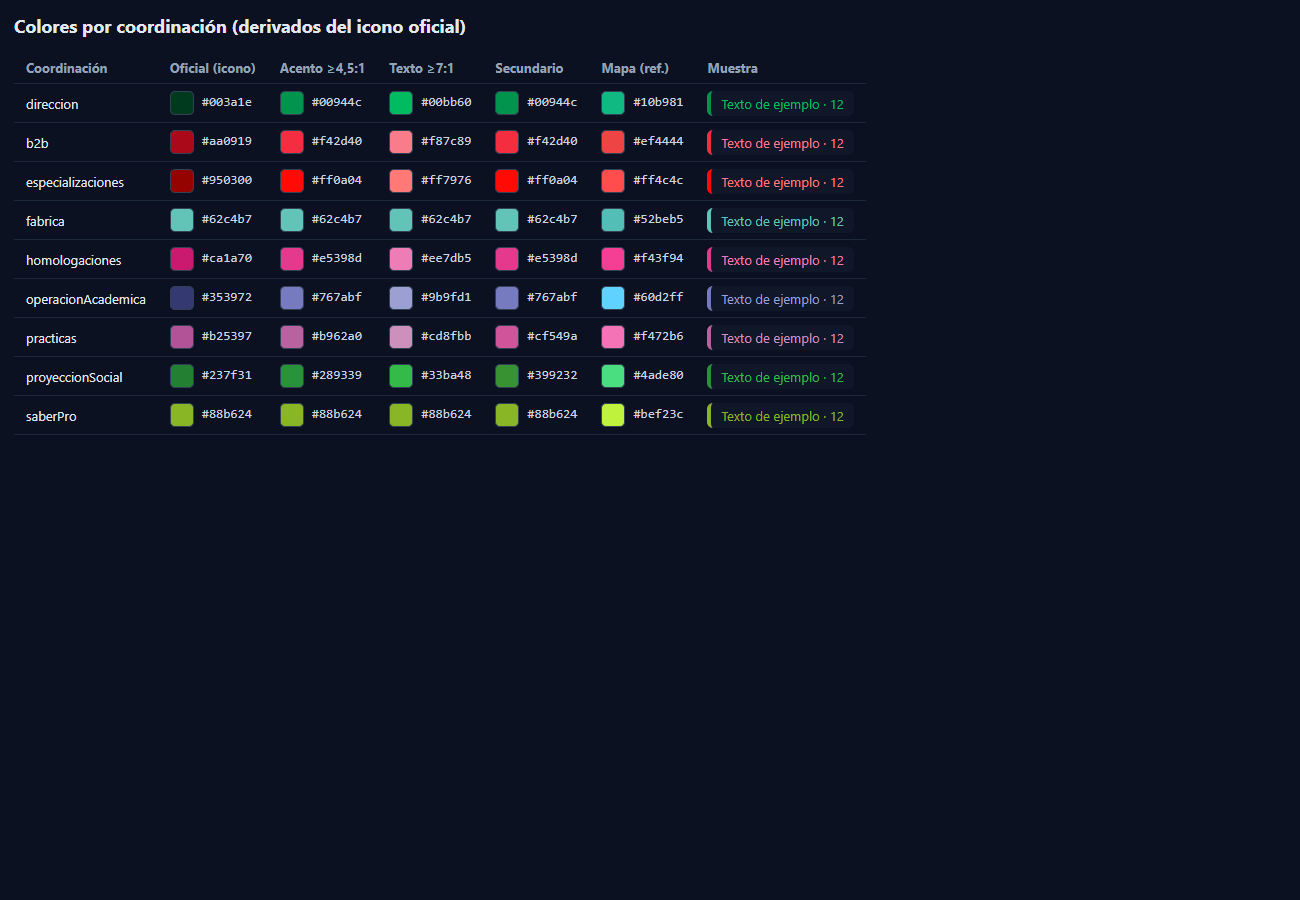 Colores por coordinación (derivados del icono oficial)
Coordinación Oficial (icono) Acento ≥4,5:1 Texto ≥7:1 Secundario Mapa (ref.) Muestra
direccion #003a1e #00944c #00bb60 #00944c #10b981 Texto de ejemplo · 12
b2b #aa0919 #f42d40 #f87c89 #f42d40 #ef4444 Texto de ejemplo · 12
especializaciones #950300 #ff0a04 #ff7976 #ff0a04 #ff4c4c Texto de ejemplo · 12
fabrica #62c4b7 #62c4b7 #62c4b7 #62c4b7 #52beb5 Texto de ejemplo · 12
homologaciones #ca1a70 #e5398d #ee7db5 #e5398d #f43f94 Texto de ejemplo · 12
operacionAcademica #353972 #767abf #9b9fd1 #767abf #60d2ff Texto de ejemplo · 12
practicas #b25397 #b962a0 #cd8fbb #cf549a #f472b6 Texto de ejemplo · 12
proyeccionSocial #237f31 #289339 #33ba48 #399232 #4ade80 Texto de ejemplo · 12
saberPro #88b624 #88b624 #88b624 #88b624 #bef23c Texto de ejemplo · 12